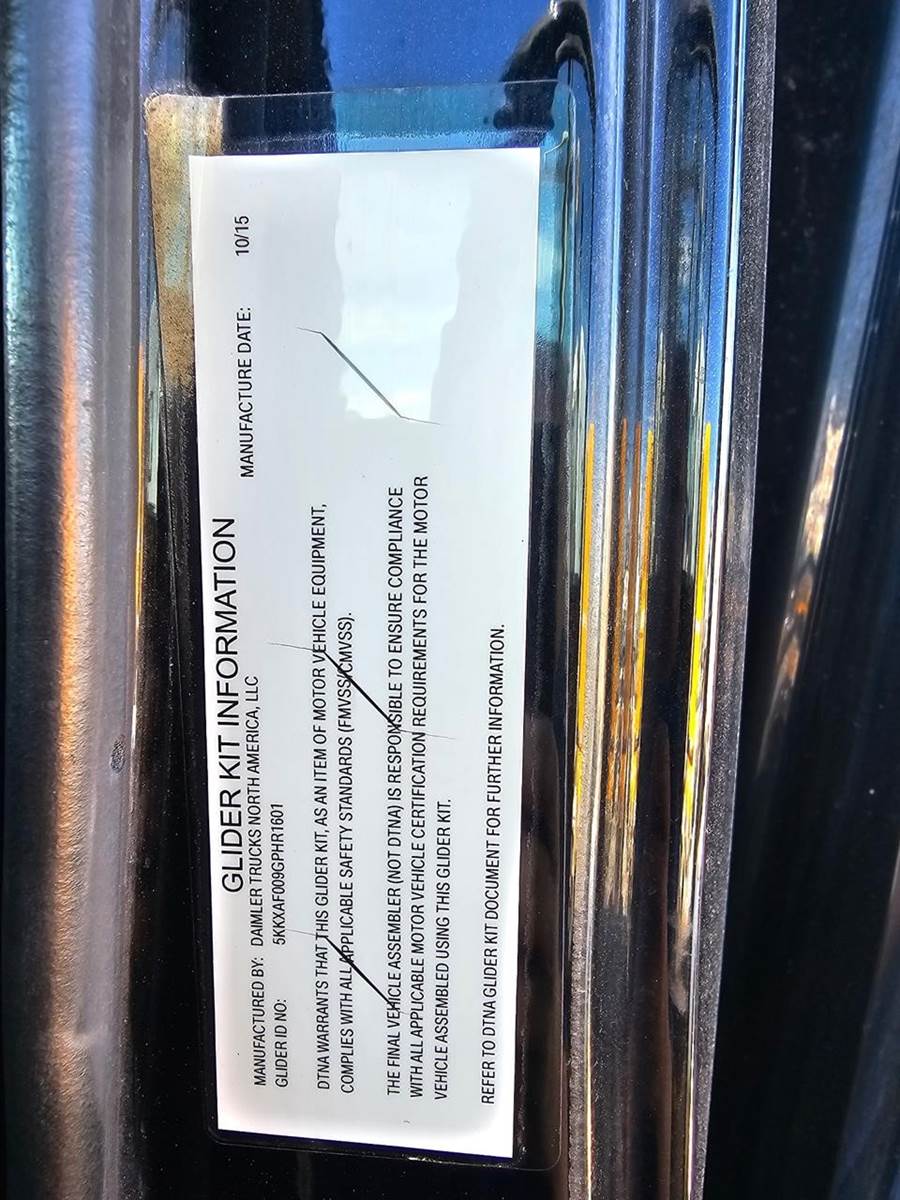 GLIDER KIT INFORMATION
MANUFACTURED BY: DAIMLER TRUCKS NORTH AMERICA, LLC MANUFACTURE DATE: 10/15
GLIDER ID NO: 5KKXAF009GPHR1601
DTNA WARRANTS THAT THIS GLIDER KIT, AS AN ITEM OF MOTOR VEHICLE EQUIPMENT,
COMPLIES WITH ALL APPLICABLE SAFETY STANDARDS (FMVSS/CMVSS).
THE FINAL VEHICLE ASSEMBLER (NOT DTNA) IS RESPONSIBLE TO ENSURE COMPLIANCE
WITH ALL APPLICABLE MOTOR VEHICLE CERTIFICATION REQUIREMENTS FOR THE MOTOR
VEHICLE ASSEMBLED USING THIS GLIDER KIT.
REFER TO DTNA GLIDER KIT DOCUMENT FOR FURTHER INFORMATION.